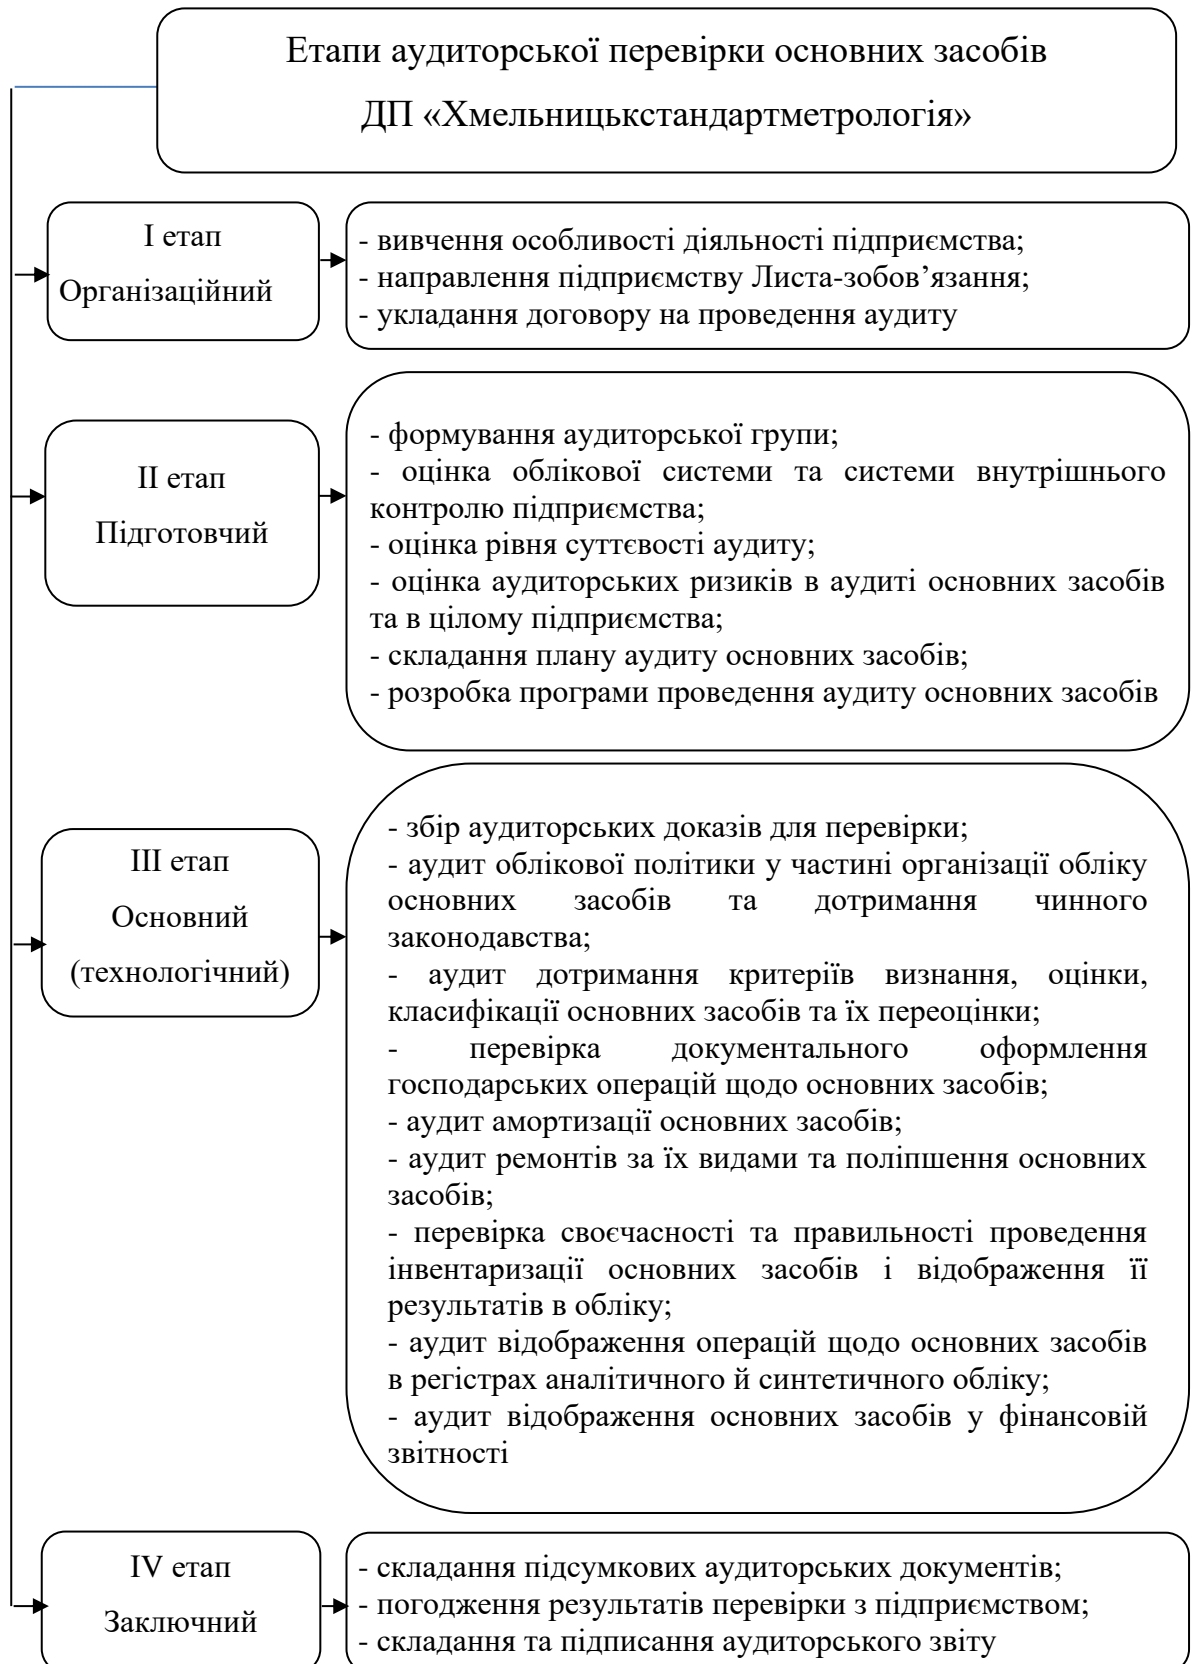 Етапи аудиторської перевірки основних засобів
ДП «Хмельницькстандартметрологія»
І етап
Організаційний
- вивчення особливості діяльності підприємства;
- направлення підприємству Листа-зобов’язання;
- укладання договору на проведення аудиту
ІІ етап
Підготовчий
- формування аудиторської групи;
- оцінка облікової системи та системи внутрішнього
контролю підприємства;
- оцінка рівня суттєвості аудиту;
- оцінка аудиторських ризиків в аудиті основних засобів
та в цілому підприємства;
- складання плану аудиту основних засобів;
- розробка програми проведення аудиту основних засобів
ІІІ етап
Основний
(технологічний)
- збір аудиторських доказів для перевірки;
- аудит облікової політики у частині організації обліку
основних засобів та дотримання чинного
законодавства;
- аудит дотримання критеріїв визнання, оцінки,
класифікації основних засобів та їх переоцінки;
- перевірка документального оформлення
господарських операцій щодо основних засобів;
- аудит амортизації основних засобів;
- аудит ремонтів за їх видами та поліпшення основних
засобів;
- перевірка своєчасності та правильності проведення
інвентаризації основних засобів і відображення її
результатів в обліку;
- аудит відображення операцій щодо основних засобів
в регістрах аналітичного й синтетичного обліку;
- аудит відображення основних засобів у фінансовій
звітності
IV етап
Заключний
- складання підсумкових аудиторських документів;
- погодження результатів перевірки з підприємством;
- складання та підписання аудиторського звіту